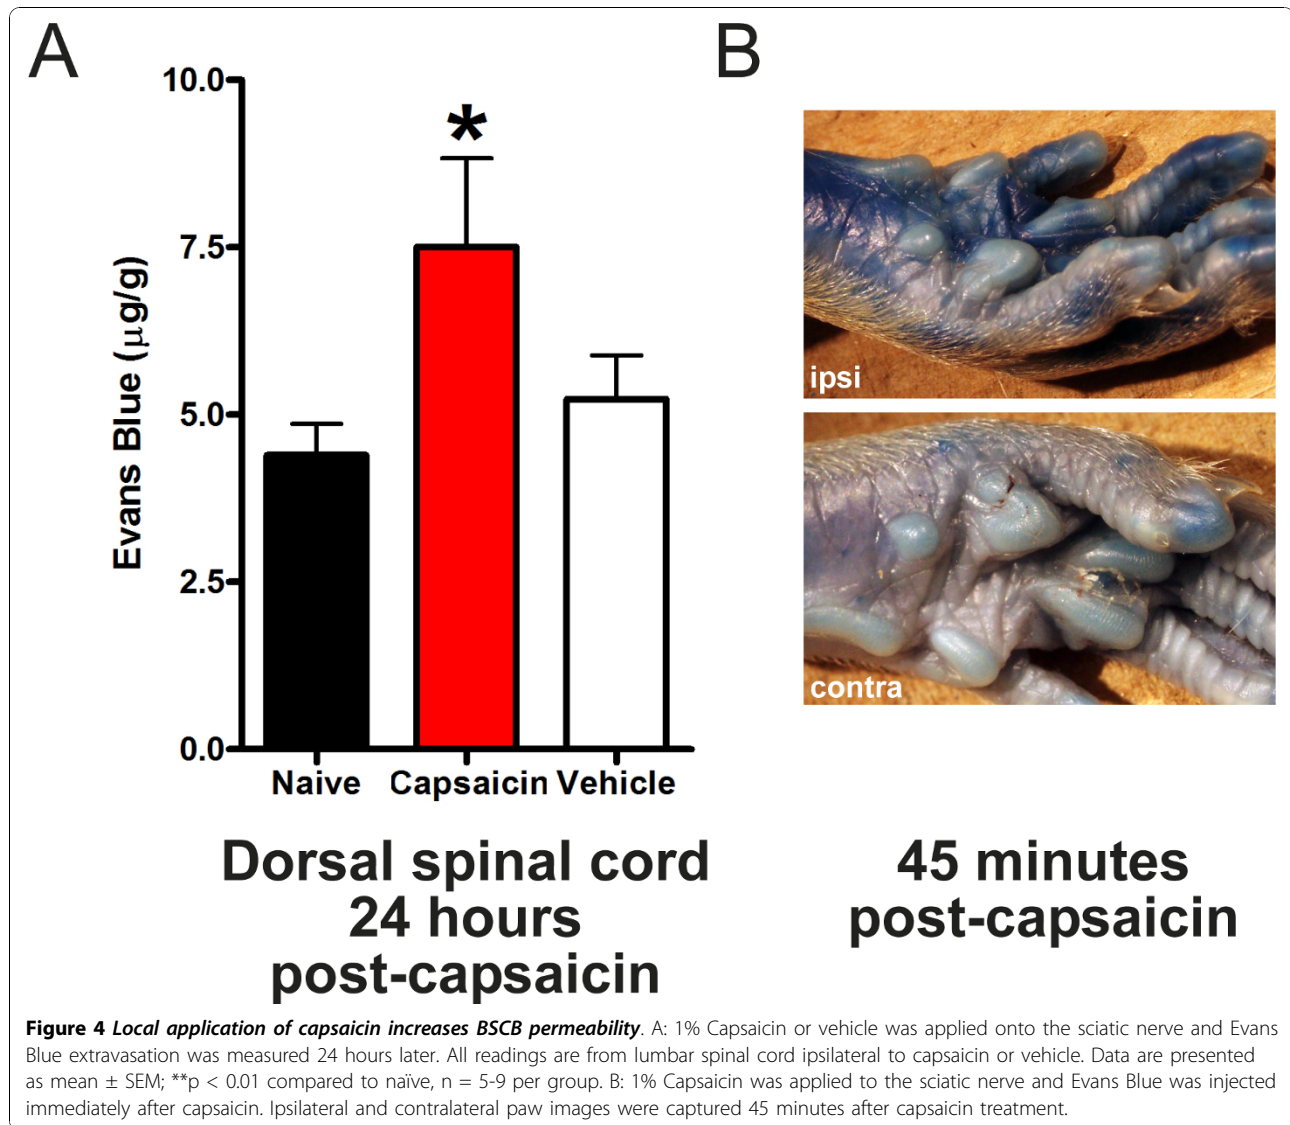 A
B
10.0
7.5
5.0
2.5
0.0
Evans Blue (µg/g)
*
Naive Capsaicin Vehicle
Dorsal spinal cord
24 hours
post-capsaicin
ipsi
contra
45 minutes
post-capsaicin
Figure 4 Local application of capsaicin increases BSCB permeability. A: 1% Capsaicin or vehicle was applied onto the sciatic nerve and Evans
Blue extravasation was measured 24 hours later. All readings are from lumbar spinal cord ipsilateral to capsaicin or vehicle. Data are presented
as mean ± SEM; **p < 0.01 compared to naïve, n = 5-9 per group. B: 1% Capsaicin was applied to the sciatic nerve and Evans Blue was injected
immediately after capsaicin. Ipsilateral and contralateral paw images were captured 45 minutes after capsaicin treatment.